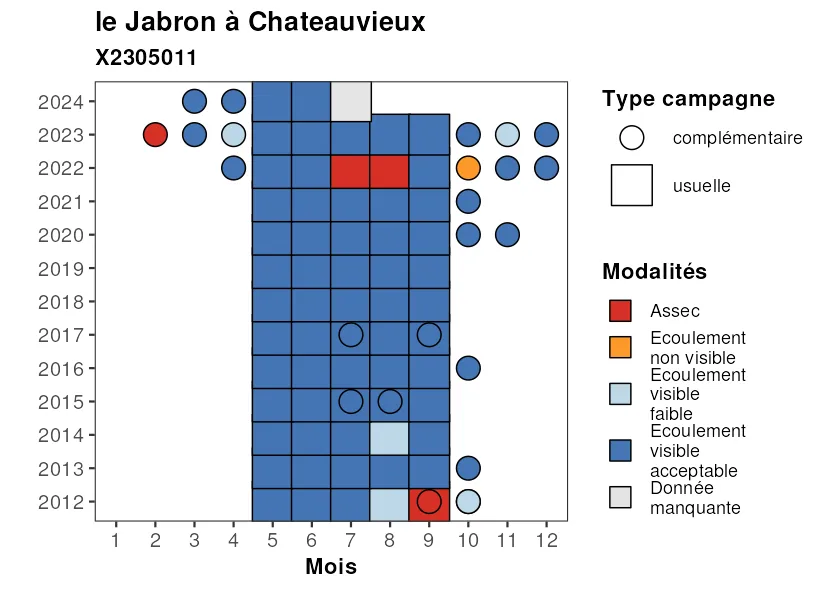 le Jabron à Chateauvieux
X2305011
2024
2023
2022
2021
2020
2019
2018
2017
2016
2015
2014
2013
2012
1 2 3 4 5 6 7 8 9 10 11 12
Mois
Type campagne
complémentaire
usuelle
Modalités
Assec
Ecoulement
non visible
Ecoulement
visible
faible
Ecoulement
visible
acceptable
Donnée
manquante